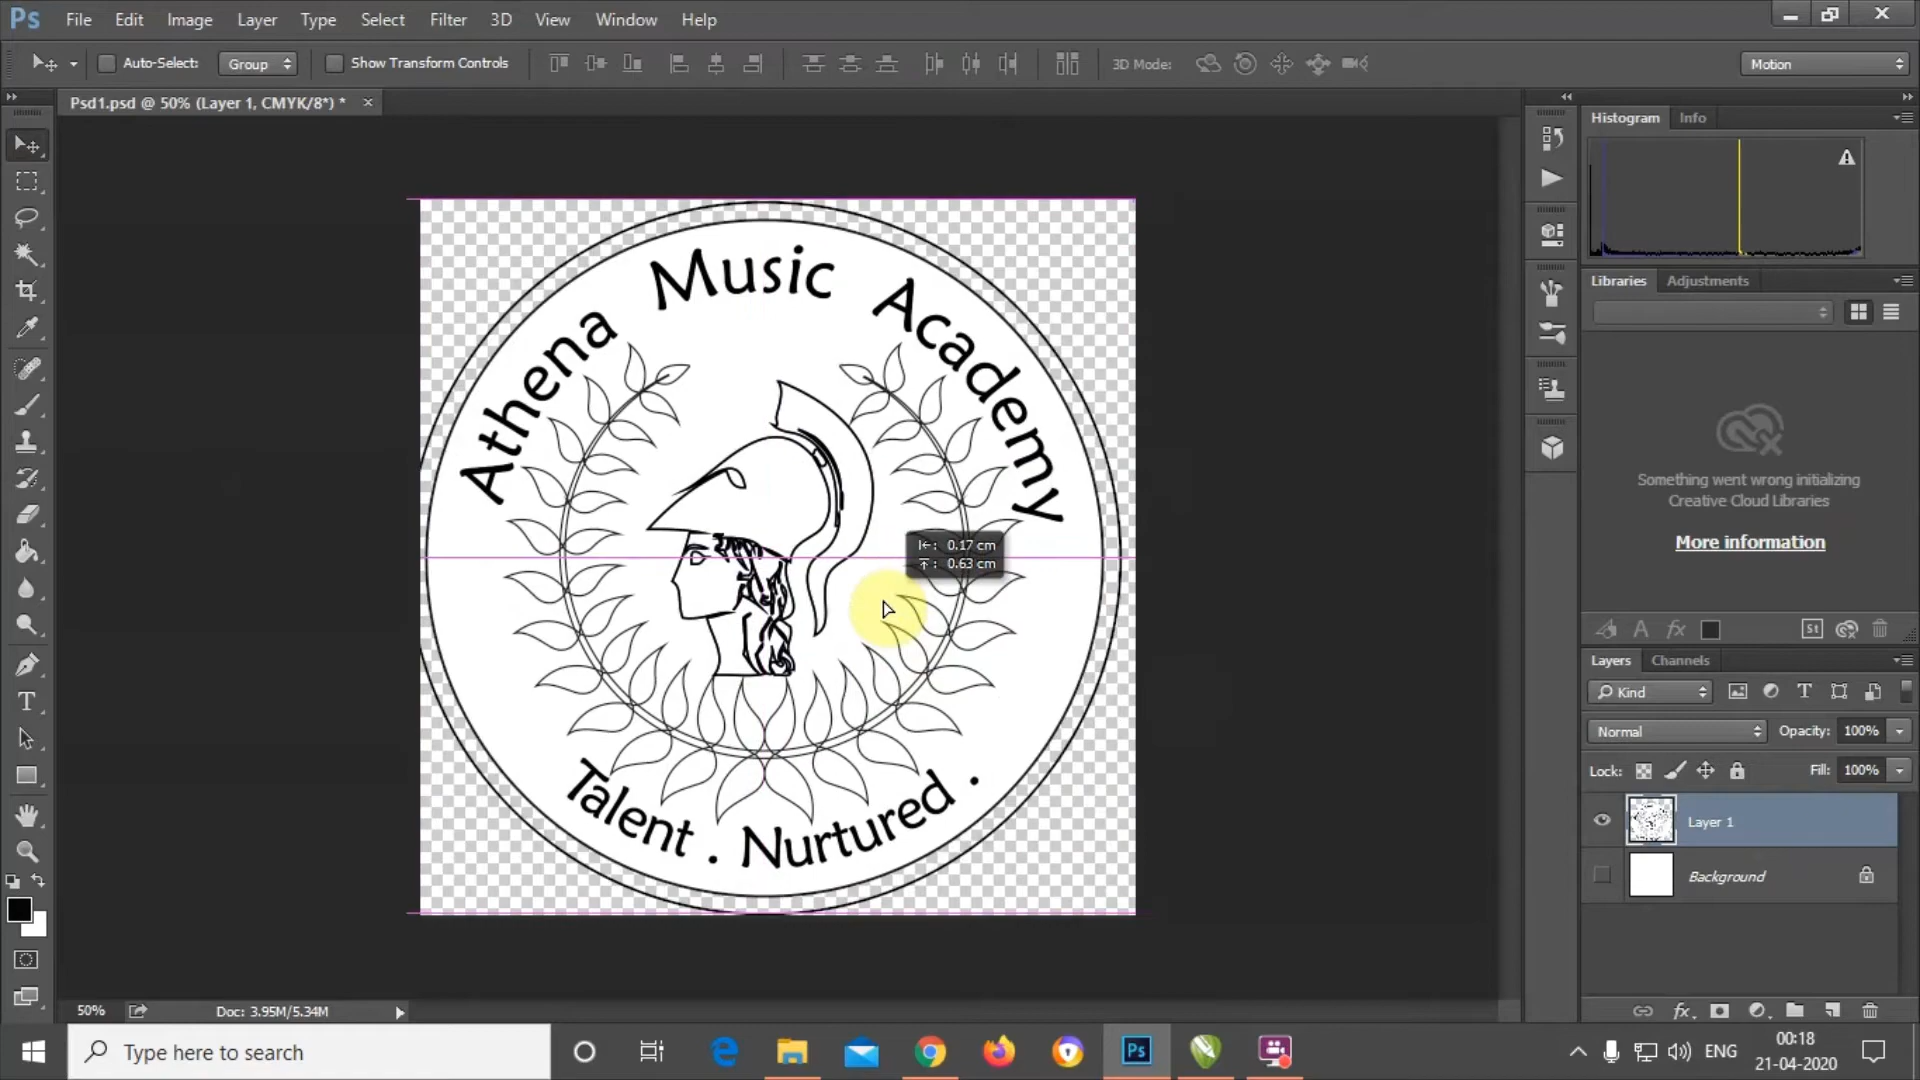 Ps File Edit Image Layer Type Select Filter 3D View Window Help
Auto-Select: Group Show Transform Controls 3D Mode: Motion
Psd1.psd @ 50% (Layer 1, CMYK/8*) * ×
Histogram Info
Libraries Adjustments
Something went wrong initializing
Creative Cloud Libraries
More information
St
Layers Channels
Kind
Normal Opacity: 100%
Lock: Fill: 100%
Layer 1
Background
Athena Music Academy
Talent . Nurtured .
0.17 cm
0.63 cm
50% Doc: 3.95M/5.34M
Type here to search
Ps
ENG
00:18
21-04-2020